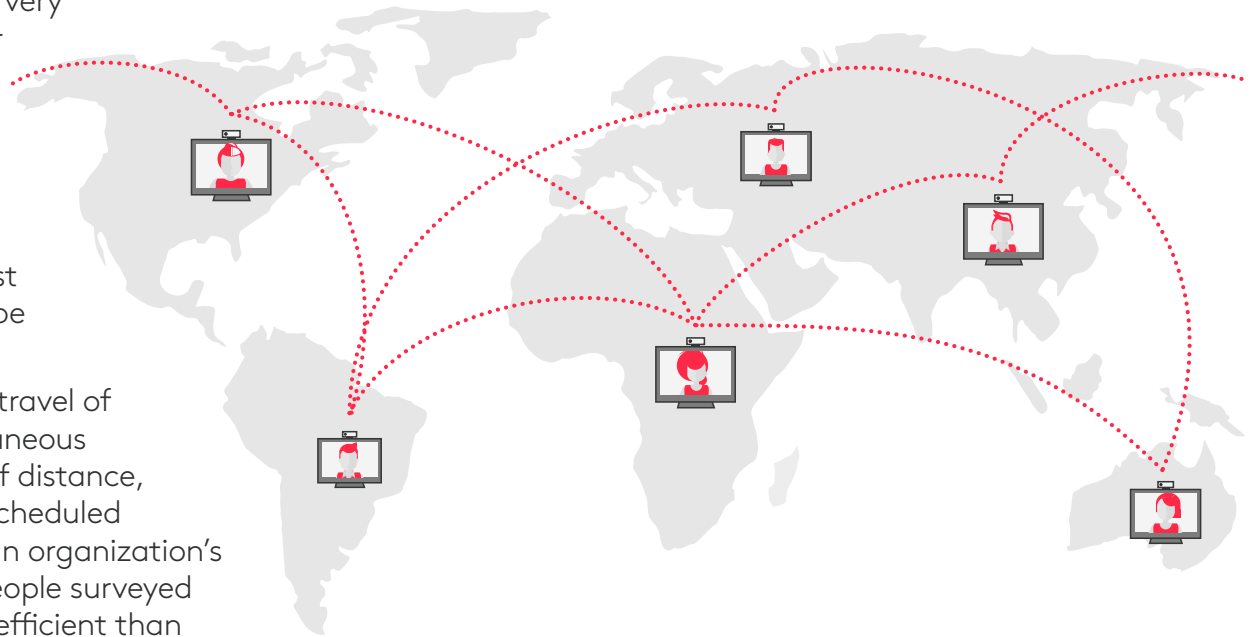 very
st
be
travel of
aneous
f distance,
cheduled
n organization's
eople surveyed
efficient than